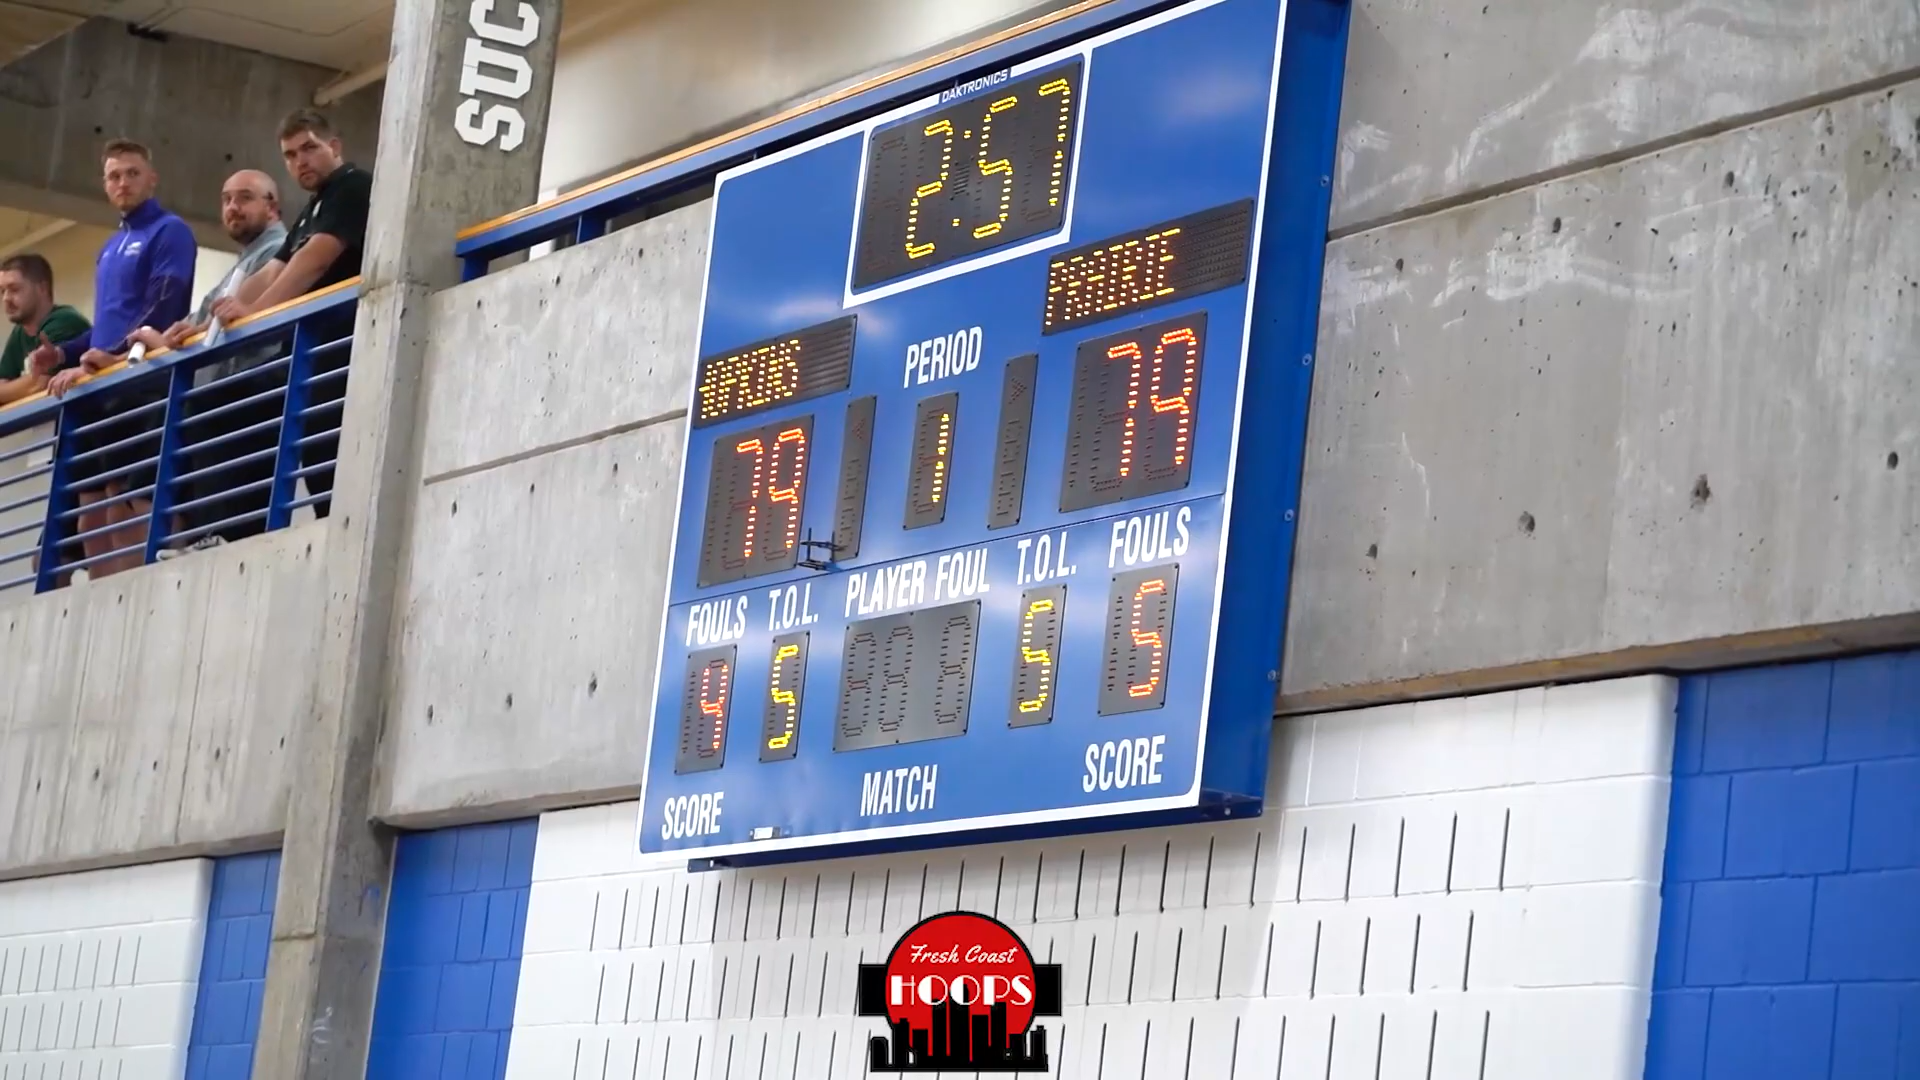 SUC
DAKTRONICS
2:57
HOPKINS
PERIOD
PRAIRIE
79
1
79
FOULS
T.O.L.
PLAYER FOUL
T.O.L.
FOULS
9
5
5
5
SCORE
MATCH
SCORE
Fresh Coast
HOOPS